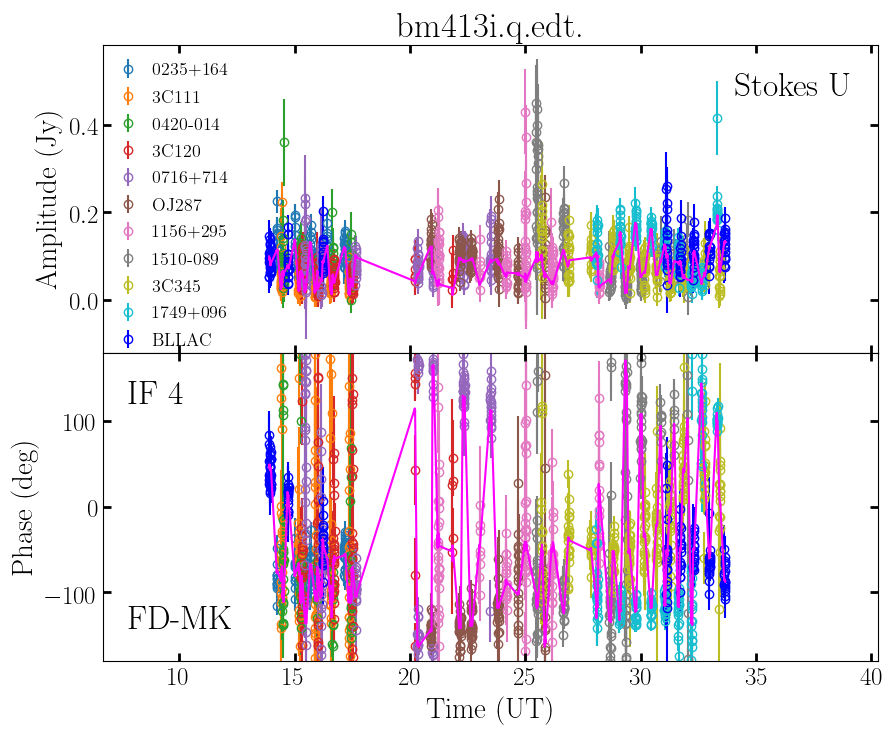 bm413i.q.edt.
Stokes U
0235+164
3C111
0420-014
3C120
0716+714
OJ287
1156+295
1510-089
3C345
1749+096
BLLAC
Amplitude (Jy)
0.4
0.2
0.0
IF 4
FD-MK
Phase (deg)
100
0
−100
10 15 20 25 30 35 40
Time (UT)